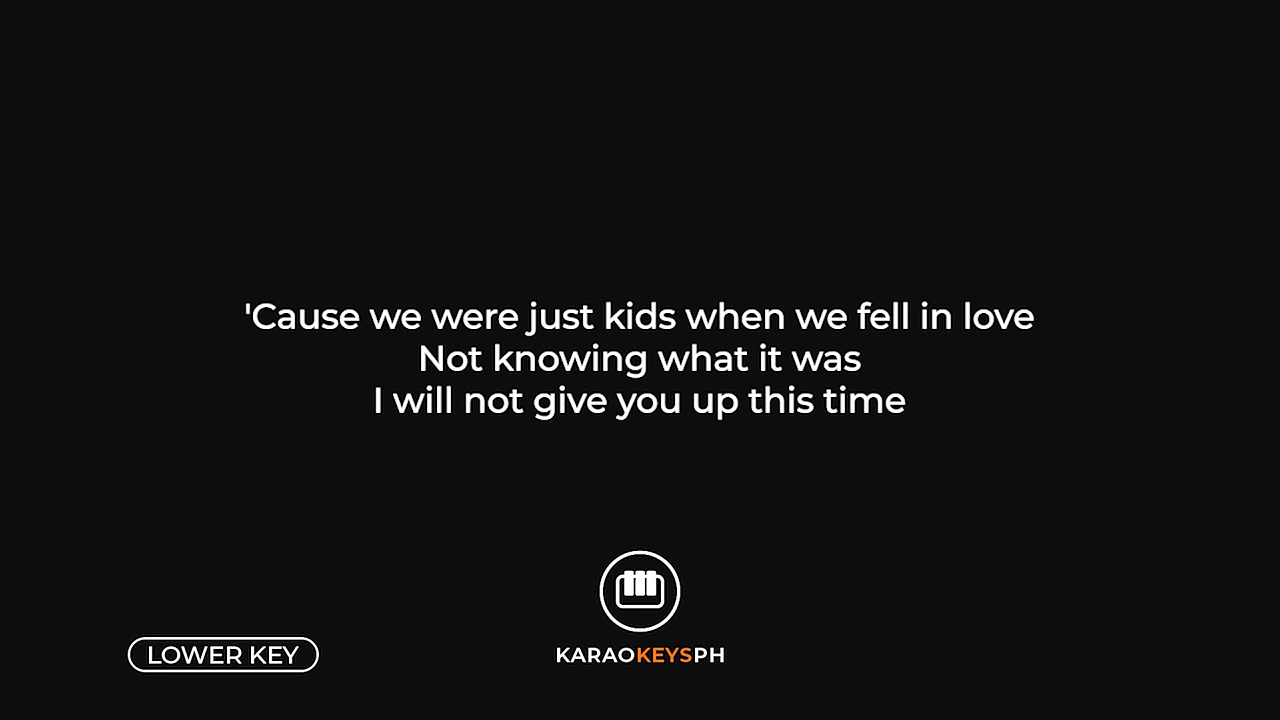 'Cause we were just kids when we fell in love
Not knowing what it was
I will not give you up this time
LOWER KEY
KARAOKEYSPH